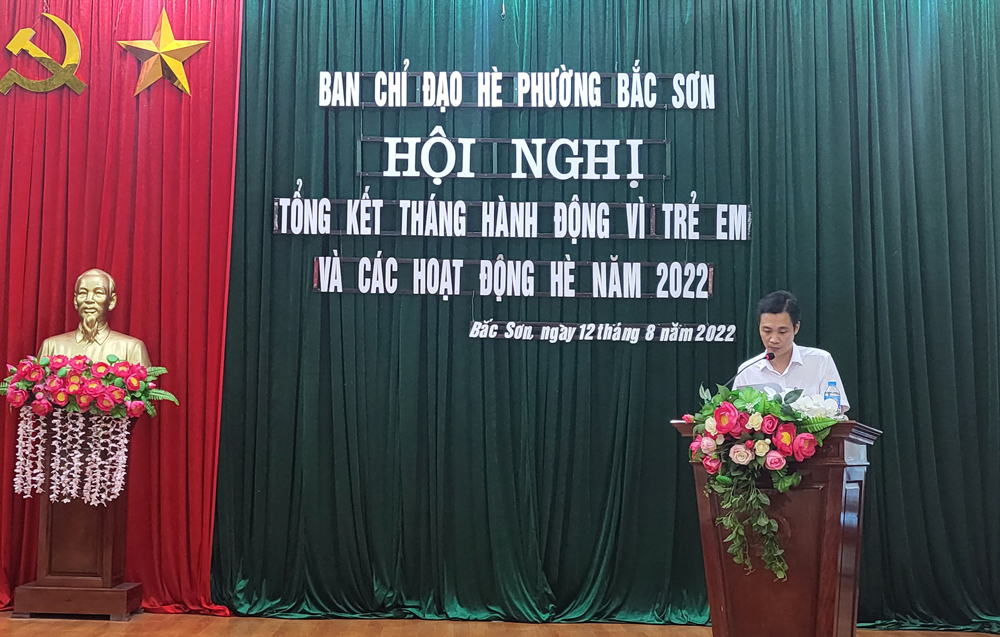 BAN CHỈ ĐẠO HÈ PHƯỜNG BẮC SƠN
HỘI NGHỊ
TỔNG KẾT THÁNG HÀNH ĐỘNG VÌ TRẺ EM
VÀ CÁC HOẠT ĐỘNG HÈ NĂM 2022
Bắc Sơn, ngày 12 tháng 8 năm 2022